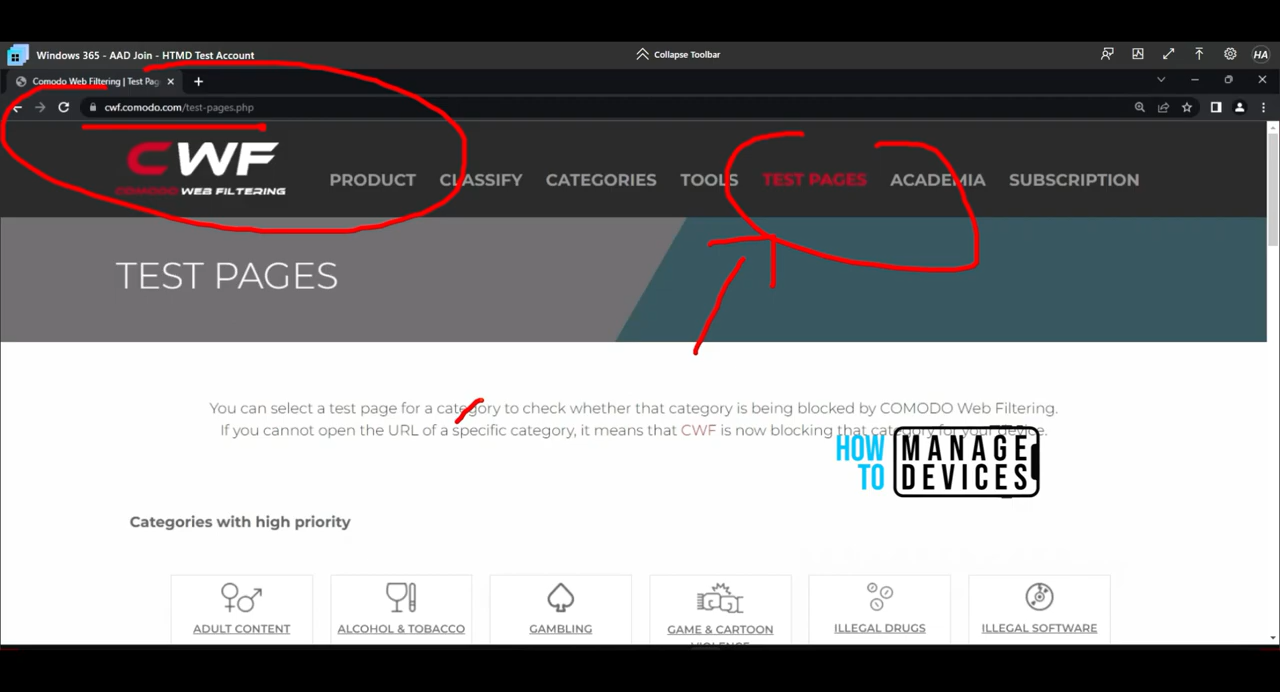 Windows 365 - AAD Join - HTMD Test Account
Collapse Toolbar
HA
Comodo Web Filtering | Test Pag
cwf.comodo.com/test-pages.php
CWF
COMODO WEB FILTERING
PRODUCT CLASSIFY CATEGORIES TOOLS TEST PAGES ACADEMIA SUBSCRIPTION
TEST PAGES
You can select a test page for a category to check whether that category is being blocked by COMODO Web Filtering.
If you cannot open the URL of a specific category, it means that CWF is now blocking that category for your device.
HOW TO MANAGE DEVICES
Categories with high priority
ADULT CONTENT
ALCOHOL & TOBACCO
GAMBLING
GAME & CARTOON VIOLENCE
ILLEGAL DRUGS
ILLEGAL SOFTWARE